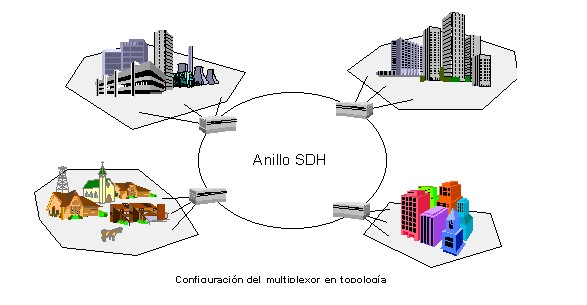 Anillo SDH
Configuración del multiplexor en topología